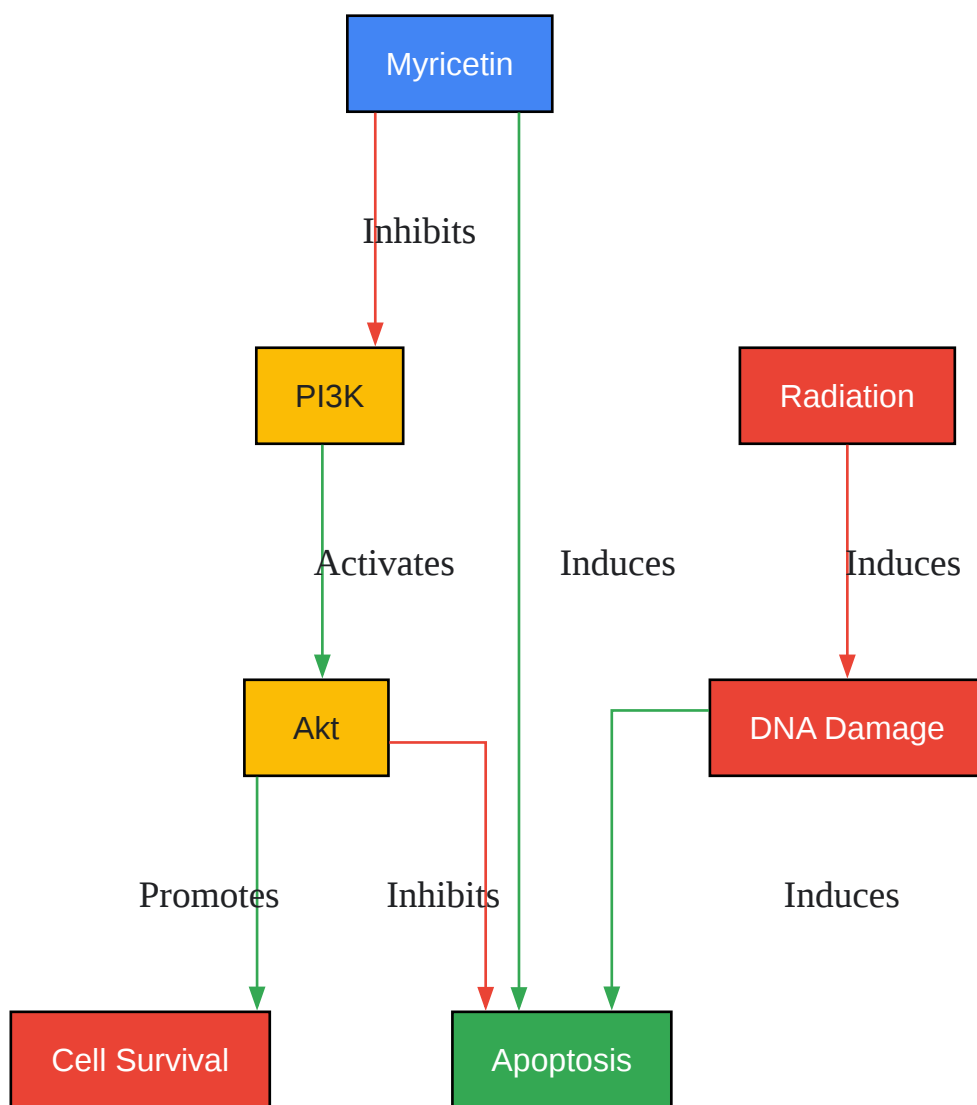 Myricetin
Inhibits
PI3K
Radiation
Activates
Induces
Induces
Akt
DNA Damage
Promotes
Inhibits
Induces
Cell Survival
Apoptosis